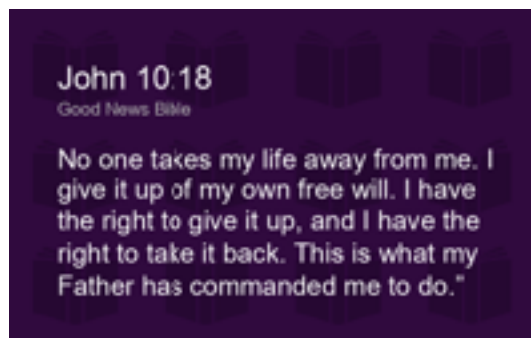 John 10:18
Good News Bible
No one takes my life away from me. I
give it up of my own free will. I have
the right to give it up, and I have the
right to take it back. This is what my
Father has commanded me to do.”